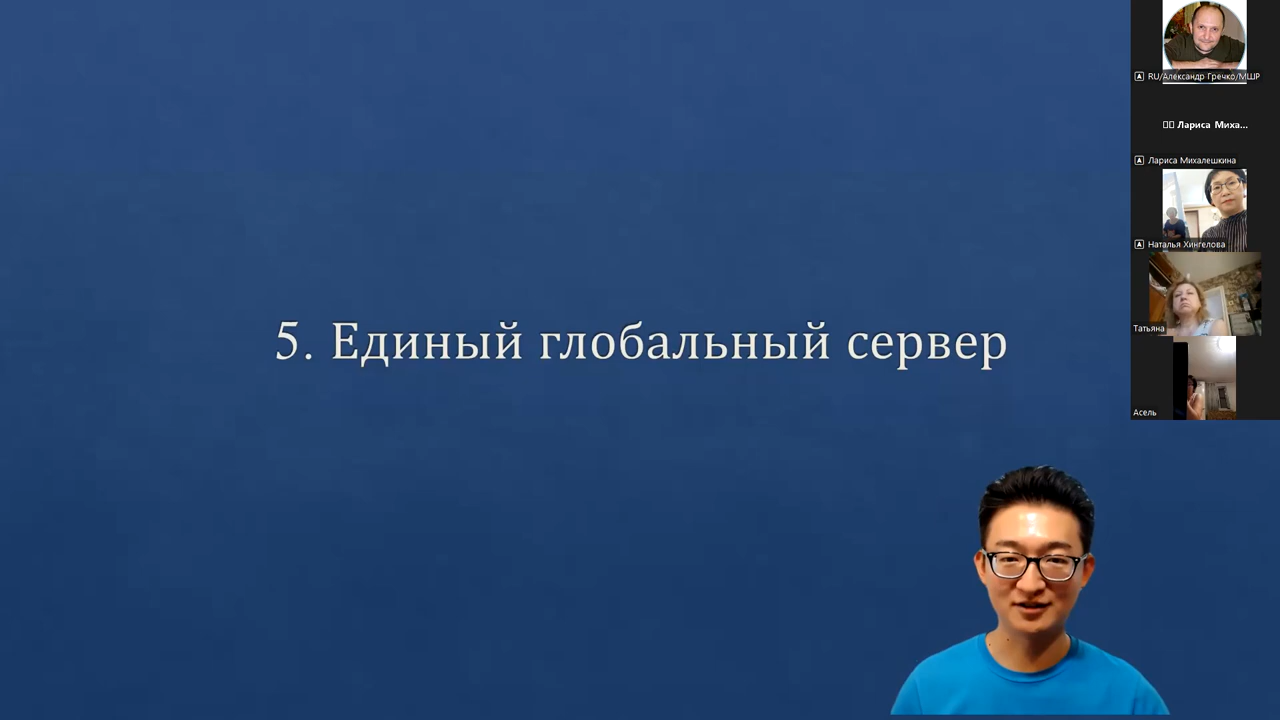 5. Единый глобальный сервер
RU/Александр Гречко/МШР
Лариса Миха...
Лариса Михалешкина
Наталья Хингелова
Татьяна
Асель